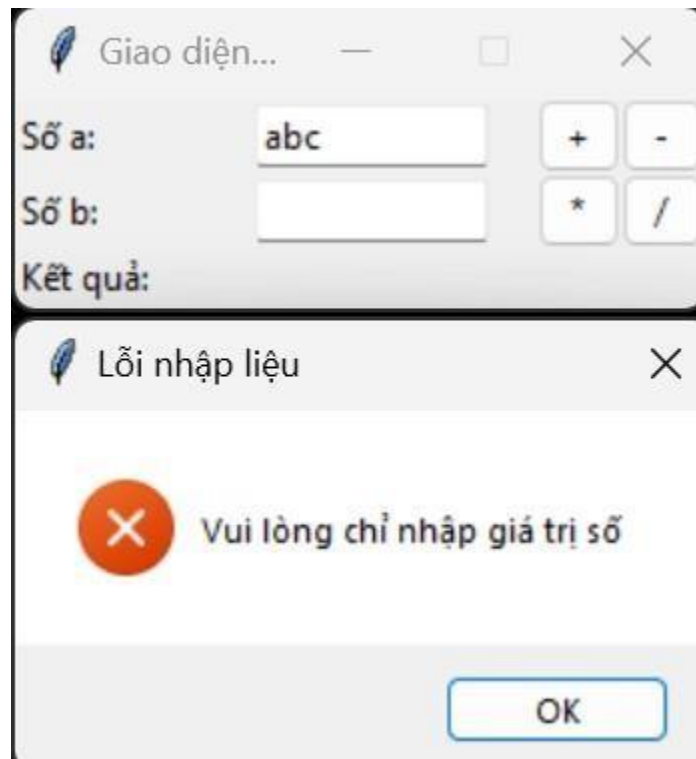 Giao diện...
Số a: abc + -
Số b: * /
Kết quả:
Lỗi nhập liệu
Vui lòng chỉ nhập giá trị số
OK